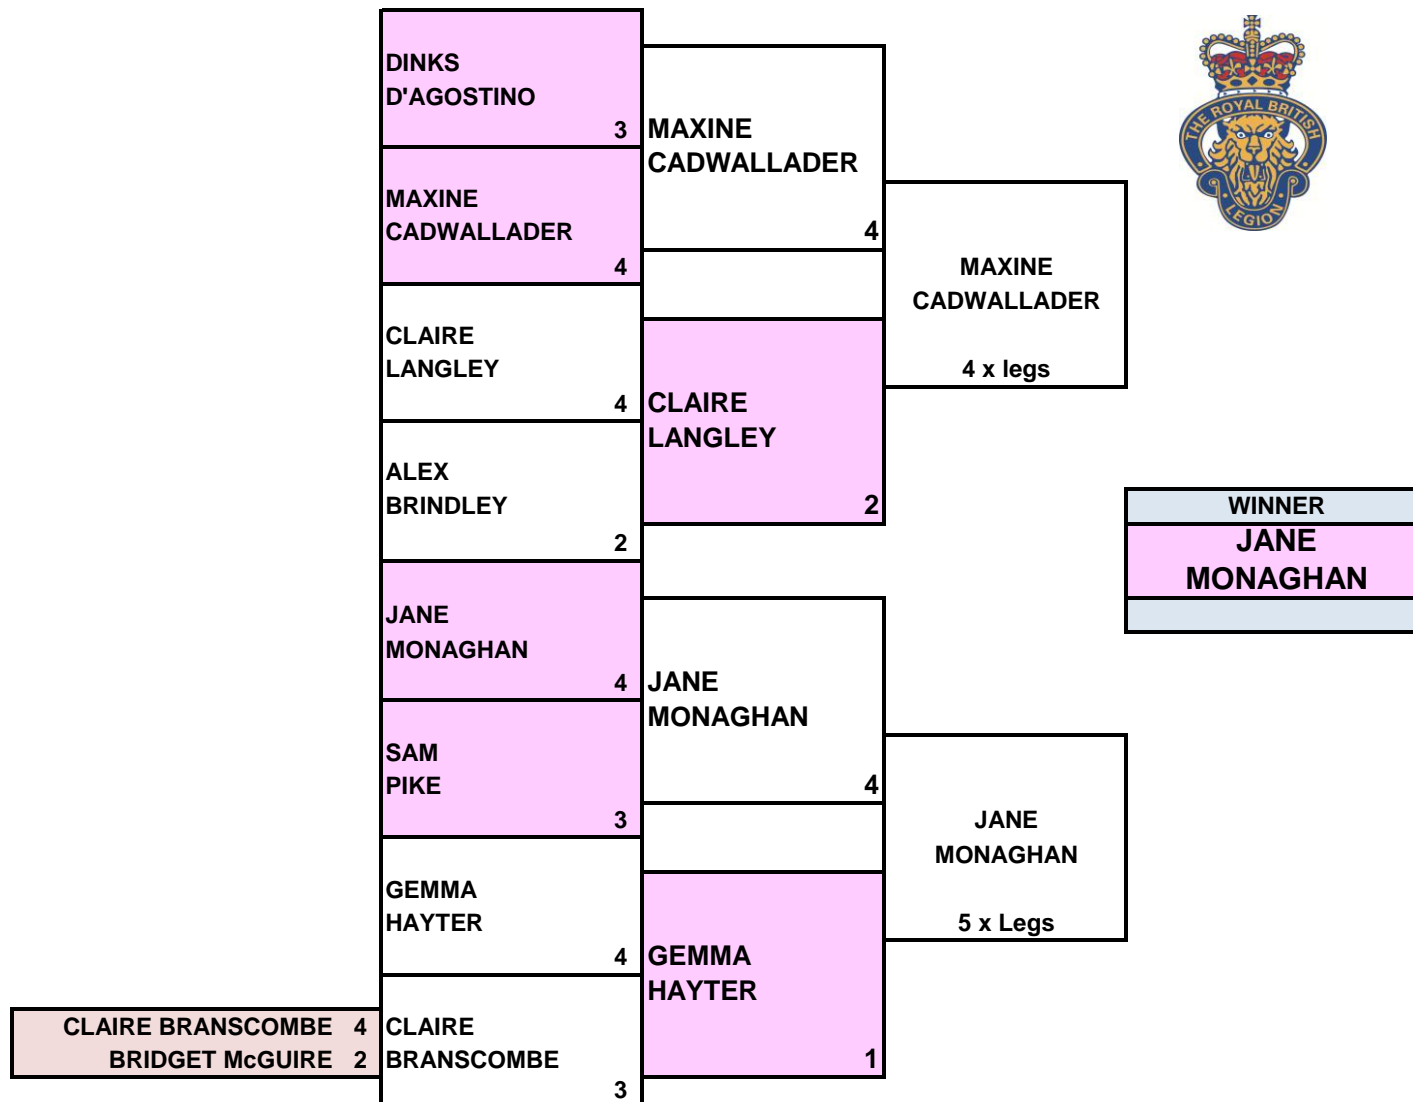 DINKS
D'AGOSTINO
3
MAXINE
CADWALLADER
4
CLAIRE
LANGLEY
4
ALEX
BRINDLEY
2
JANE
MONAGHAN
4
SAM
PIKE
3
GEMMA
HAYTER
4
CLAIRE BRANSCOMBE 4
BRIDGET McGUIRE 2
CLAIRE
BRANSCOMBE
3
MAXINE
CADWALLADER
4
CLAIRE
LANGLEY
2
JANE
MONAGHAN
4
GEMMA
HAYTER
1
MAXINE
CADWALLADER
4 x legs
JANE
MONAGHAN
5 x Legs
THE ROYAL BRITISH
LEGION
WINNER
JANE
MONAGHAN